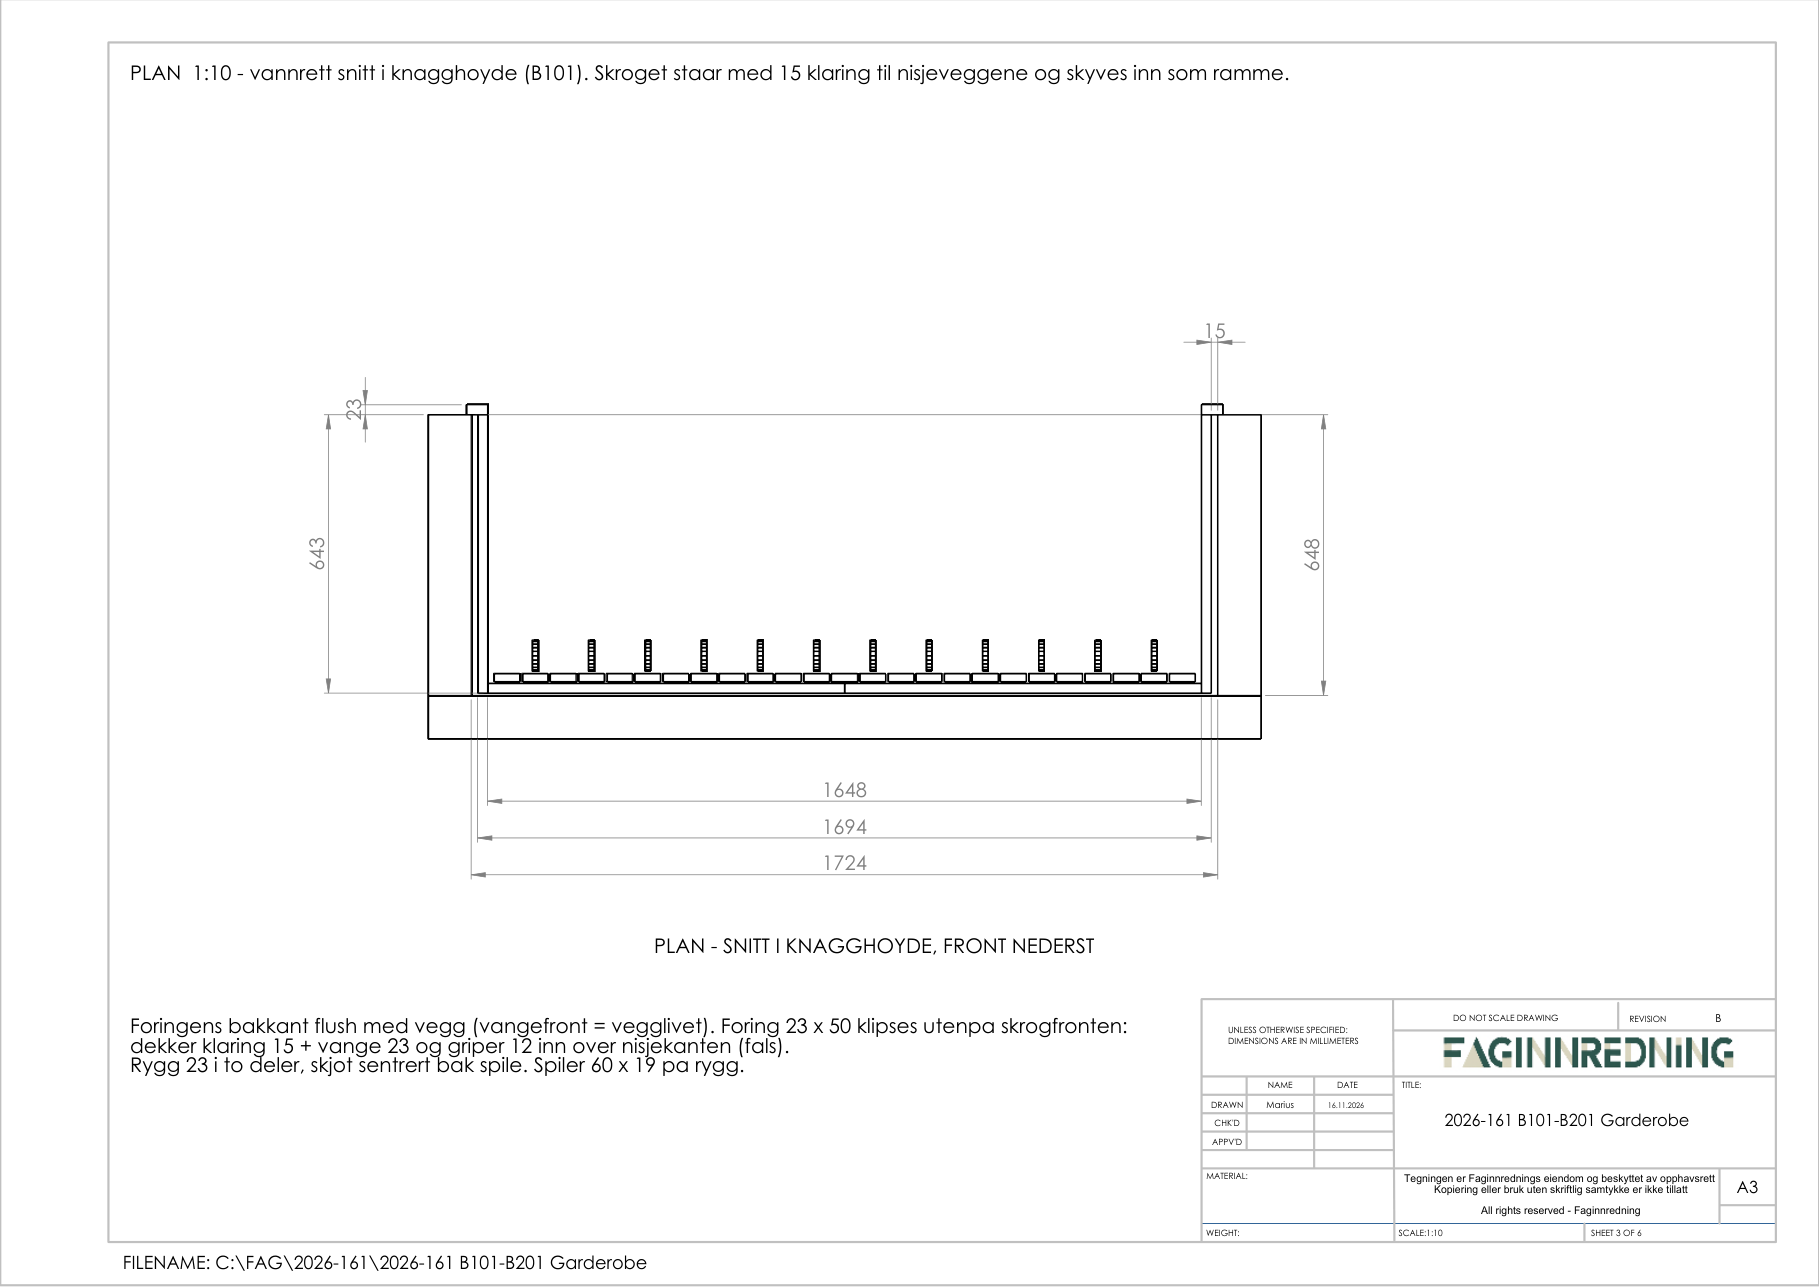 PLAN  1:10 - vannrett snitt i knagghoyde (B101). Skroget staar med 15 klaring til nisjeveggene og skyves inn som ramme.
15
23
643
648
1648
1694
1724
PLAN - SNITT I KNAGGHOYDE, FRONT NEDERST
Foringens bakkant flush med vegg (vangefront = vegglivet). Foring 23 x 50 klipses utenpa skrogfronten:
dekker klaring 15 + vange 23 og griper 12 inn over nisjekanten (fals).
Rygg 23 i to deler, skjot sentrert bak spile. Spiler 60 x 19 pa rygg.
UNLESS OTHERWISE SPECIFIED:
DIMENSIONS ARE IN MILLIMETERS
DO NOT SCALE DRAWING
REVISION B
FAGINNREDNiNG
NAME DATE
DRAWN Marius 16.11.2026
CHK'D
APPV'D
TITLE:
2026-161 B101-B201 Garderobe
MATERIAL:
Tegningen er Faginnrednings eiendom og beskyttet av opphavsrett
Kopiering eller bruk uten skriftlig samtykke er ikke tillatt
All rights reserved - Faginnredning
A3
WEIGHT:
SCALE:1:10
SHEET 3 OF 6
FILENAME: C:\FAG\2026-161\2026-161 B101-B201 Garderobe